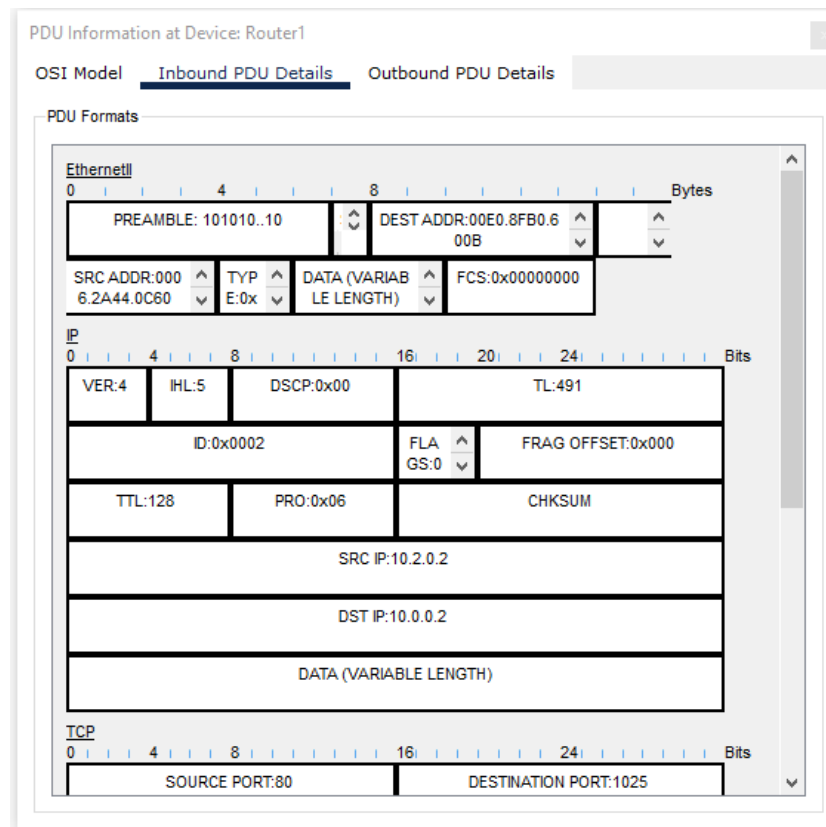 PDU Information at Device: Router1
OSI Model Inbound PDU Details Outbound PDU Details
PDU Formats
EthernetII
0 4 8 Bytes
PREAMBLE: 101010..10 DEST ADDR:00E0.8FB0.6
00B
SRC ADDR:000 TYP DATA (VARIAB FCS:0x00000000
6.2A44.0C60 E:0x LE LENGTH)
IP
0 4 8 16 20 24 Bits
VER:4 IHL:5 DSCP:0x00 TL:491
ID:0x0002 FLA FRAG OFFSET:0x000
GS:0
TTL:128 PRO:0x06 CHKSUM
SRC IP:10.2.0.2
DST IP:10.0.0.2
DATA (VARIABLE LENGTH)
TCP
0 4 8 16 24 Bits
SOURCE PORT:80 DESTINATION PORT:1025